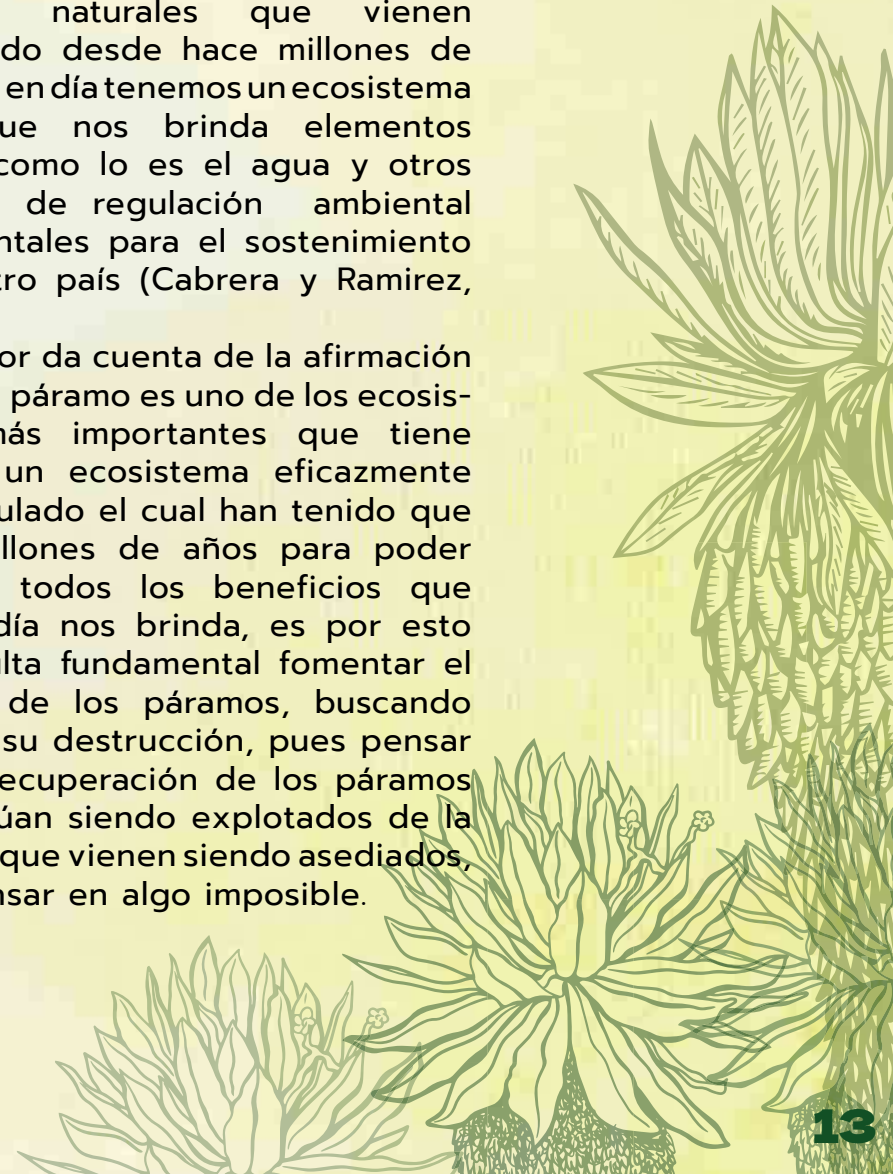 naturales que vienen
do desde hace millones de
en día tenemos un ecosistema
ue nos brinda elementos
como lo es el agua y otros
de regulación ambiental
ntales para el sostenimiento
tro país (Cabrera y Ramirez,
or da cuenta de la afirmación
páramo es uno de los ecosis-
más importantes que tiene
un ecosistema eficazmente
ulado el cual han tenido que
llones de años para poder
todos los beneficios que
día nos brinda, es por esto
ulta fundamental fomentar el
de los páramos, buscando
su destrucción, pues pensar
ecuperación de los páramos
úan siendo explotados de la
que vienen siendo asediados,
nsar en algo imposible.
13